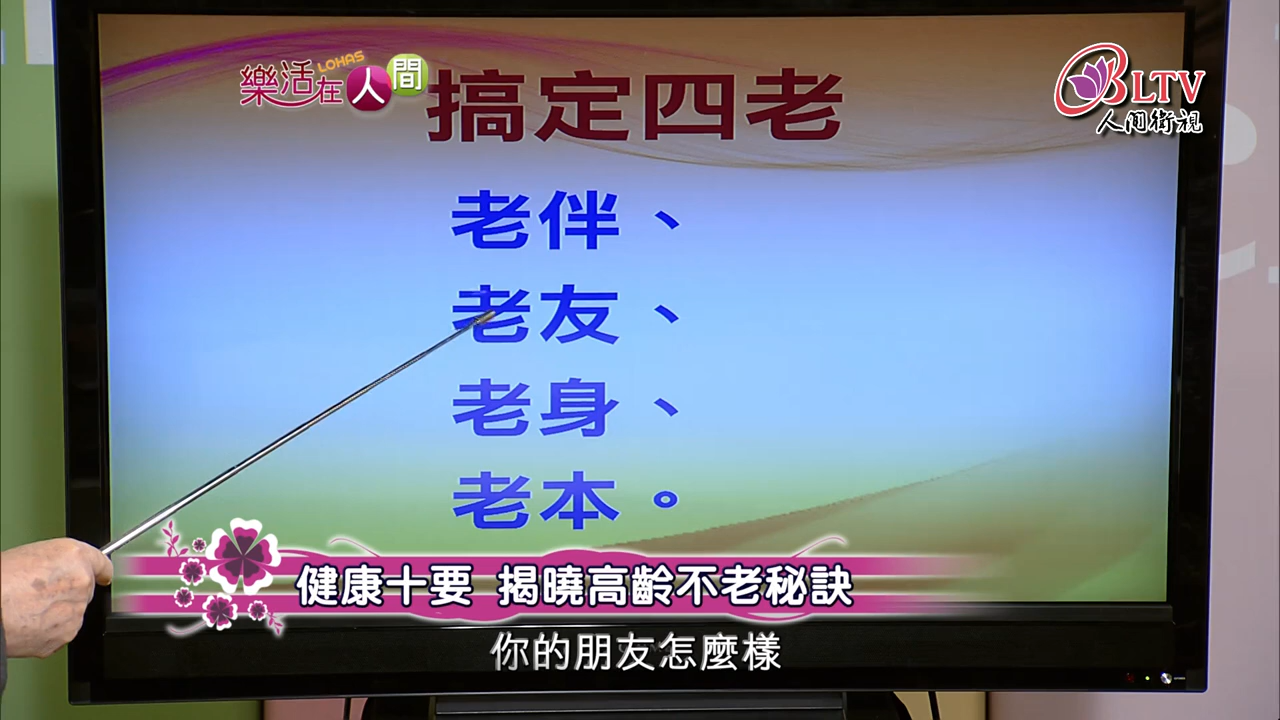 樂活在人間
LOHAS
BLTV
人間衛視
搞定四老
老伴、
老友、
老身、
老本。
健康十要 揭曉高齡不老秘訣
你的朋友怎麼樣